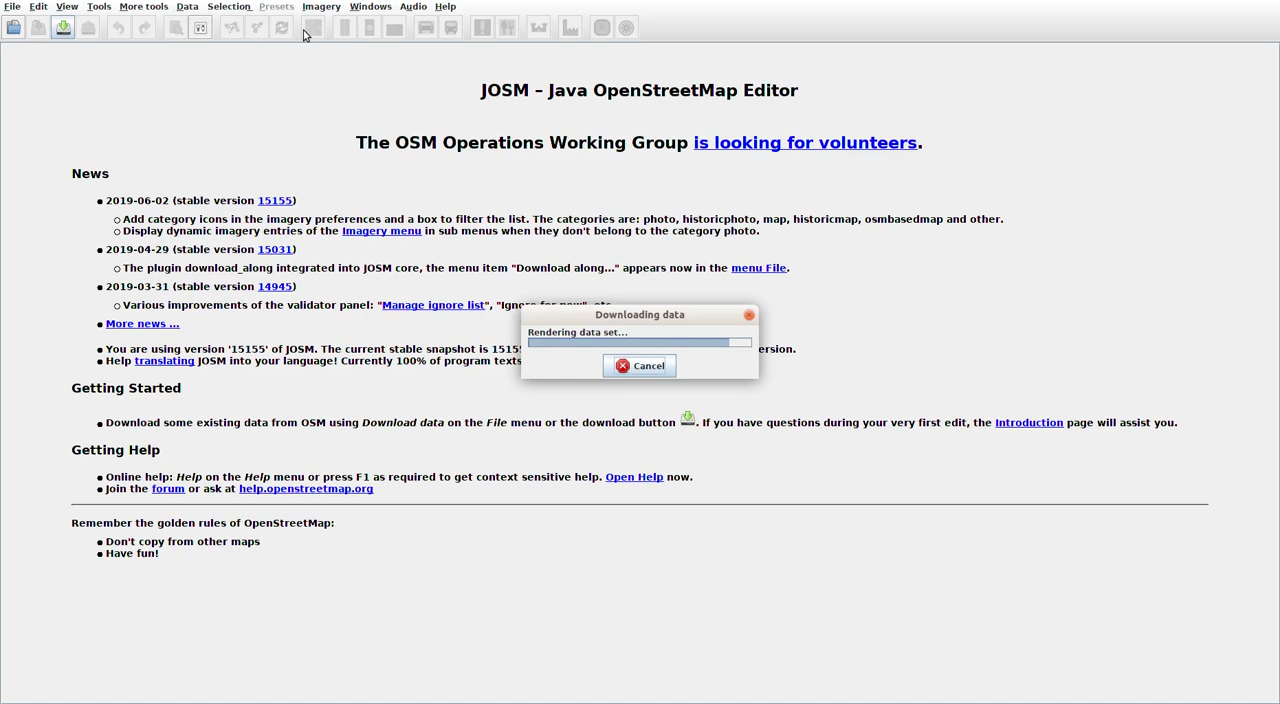 File Edit View Tools More tools Data Selection Presets Imagery Windows Audio Help
JOSM – Java OpenStreetMap Editor
The OSM Operations Working Group is looking for volunteers.
News
2019-06-02 (stable version 15155)
Add category icons in the imagery preferences and a box to filter the list. The categories are: photo, historicphoto, map, historicmap, osmbasedmap and other.
Display dynamic imagery entries of the Imagery menu in sub menus when they don't belong to the category photo.
2019-04-29 (stable version 15031)
The plugin download_along integrated into JOSM core, the menu item "Download along..." appears now in the menu File.
2019-03-31 (stable version 14945)
Various improvements of the validator panel: "Manage ignore list", "Ignore for now", etc.
More news ...
You are using version '15155' of JOSM. The current stable snapshot is 1515 ersion.
Help translating JOSM into your language! Currently 100% of program texts
Downloading data
Rendering data set...
Cancel
Getting Started
Download some existing data from OSM using Download data on the File menu or the download button . If you have questions during your very first edit, the Introduction page will assist you.
Getting Help
Online help: Help on the Help menu or press F1 as required to get context sensitive help. Open Help now.
Join the forum or ask at help.openstreetmap.org
Remember the golden rules of OpenStreetMap:
Don't copy from other maps
Have fun!